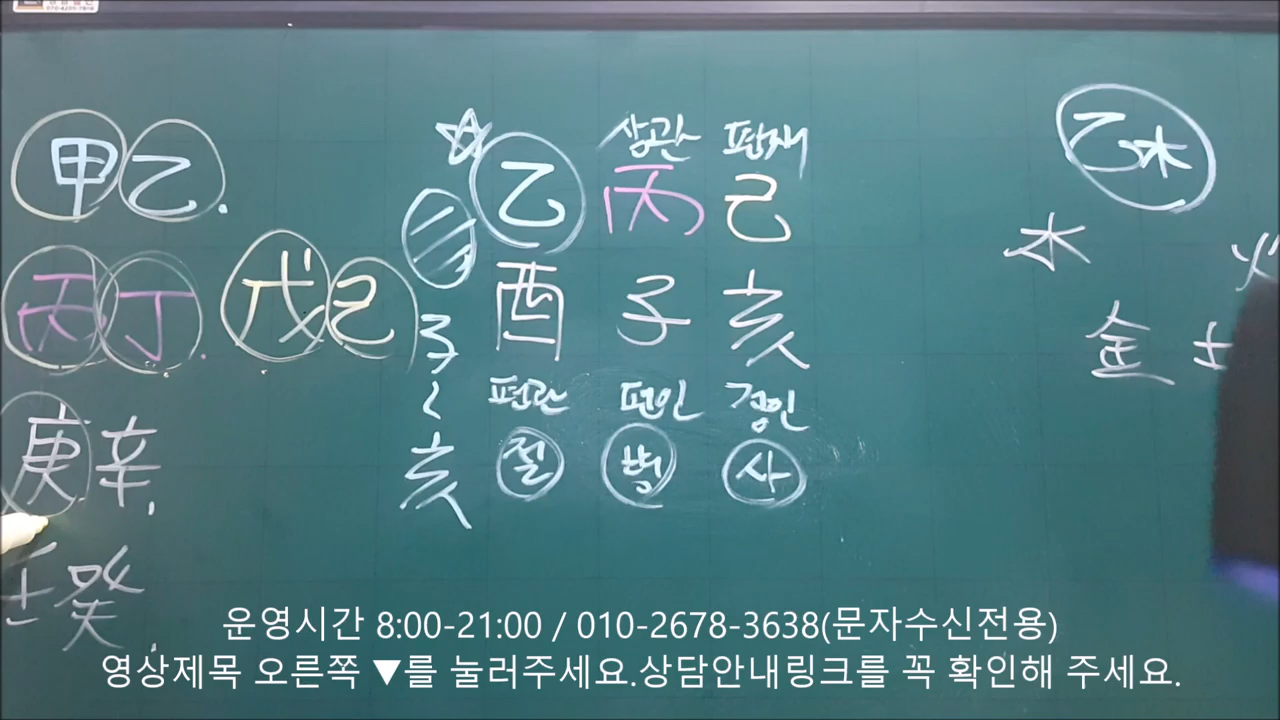 甲乙.
丙丁. 戊己
庚辛.
壬癸.
상관 편재
乙 丙 己
酉 子 亥
편관 편인 정인
절 병 사
子
~
亥
乙木
水 火
金 土
운영시간 8:00-21:00 / 010-2678-3638(문자수신전용)
영상제목 오른쪽 ▼를 눌러주세요.상담안내링크를 꼭 확인해 주세요.